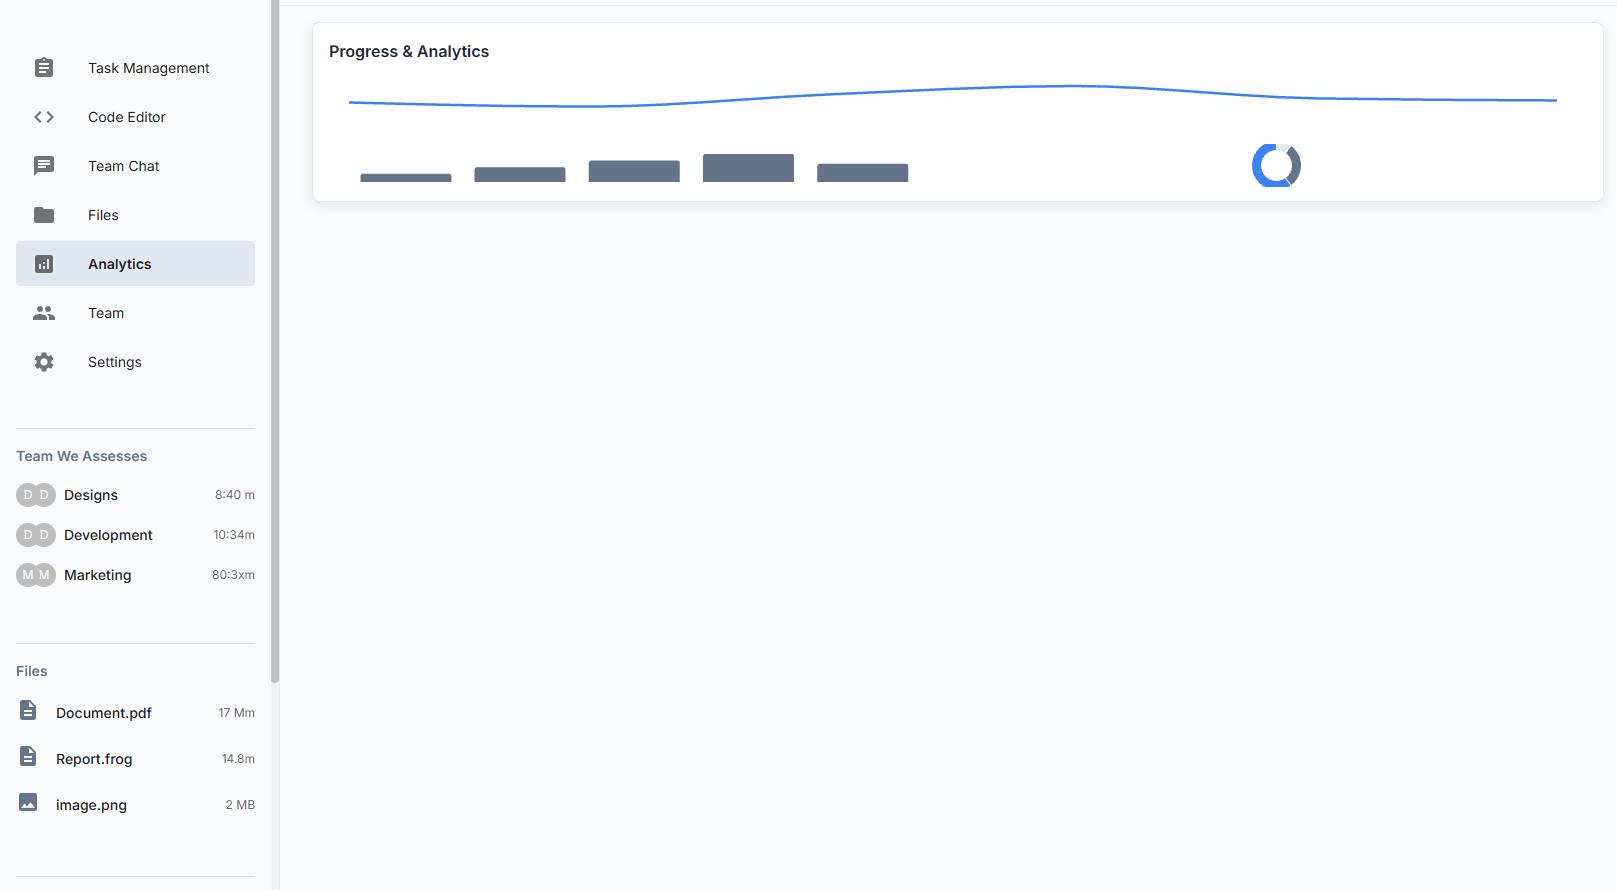 Task Management
Code Editor
Team Chat
Files
Analytics
Team
Settings
Team We Assesses
D D Designs 8:40 m
D D Development 10:34m
M M Marketing 80:3xm
Files
Document.pdf 17 Mm
Report.frog 14.8m
image.png 2 MB
Progress & Analytics